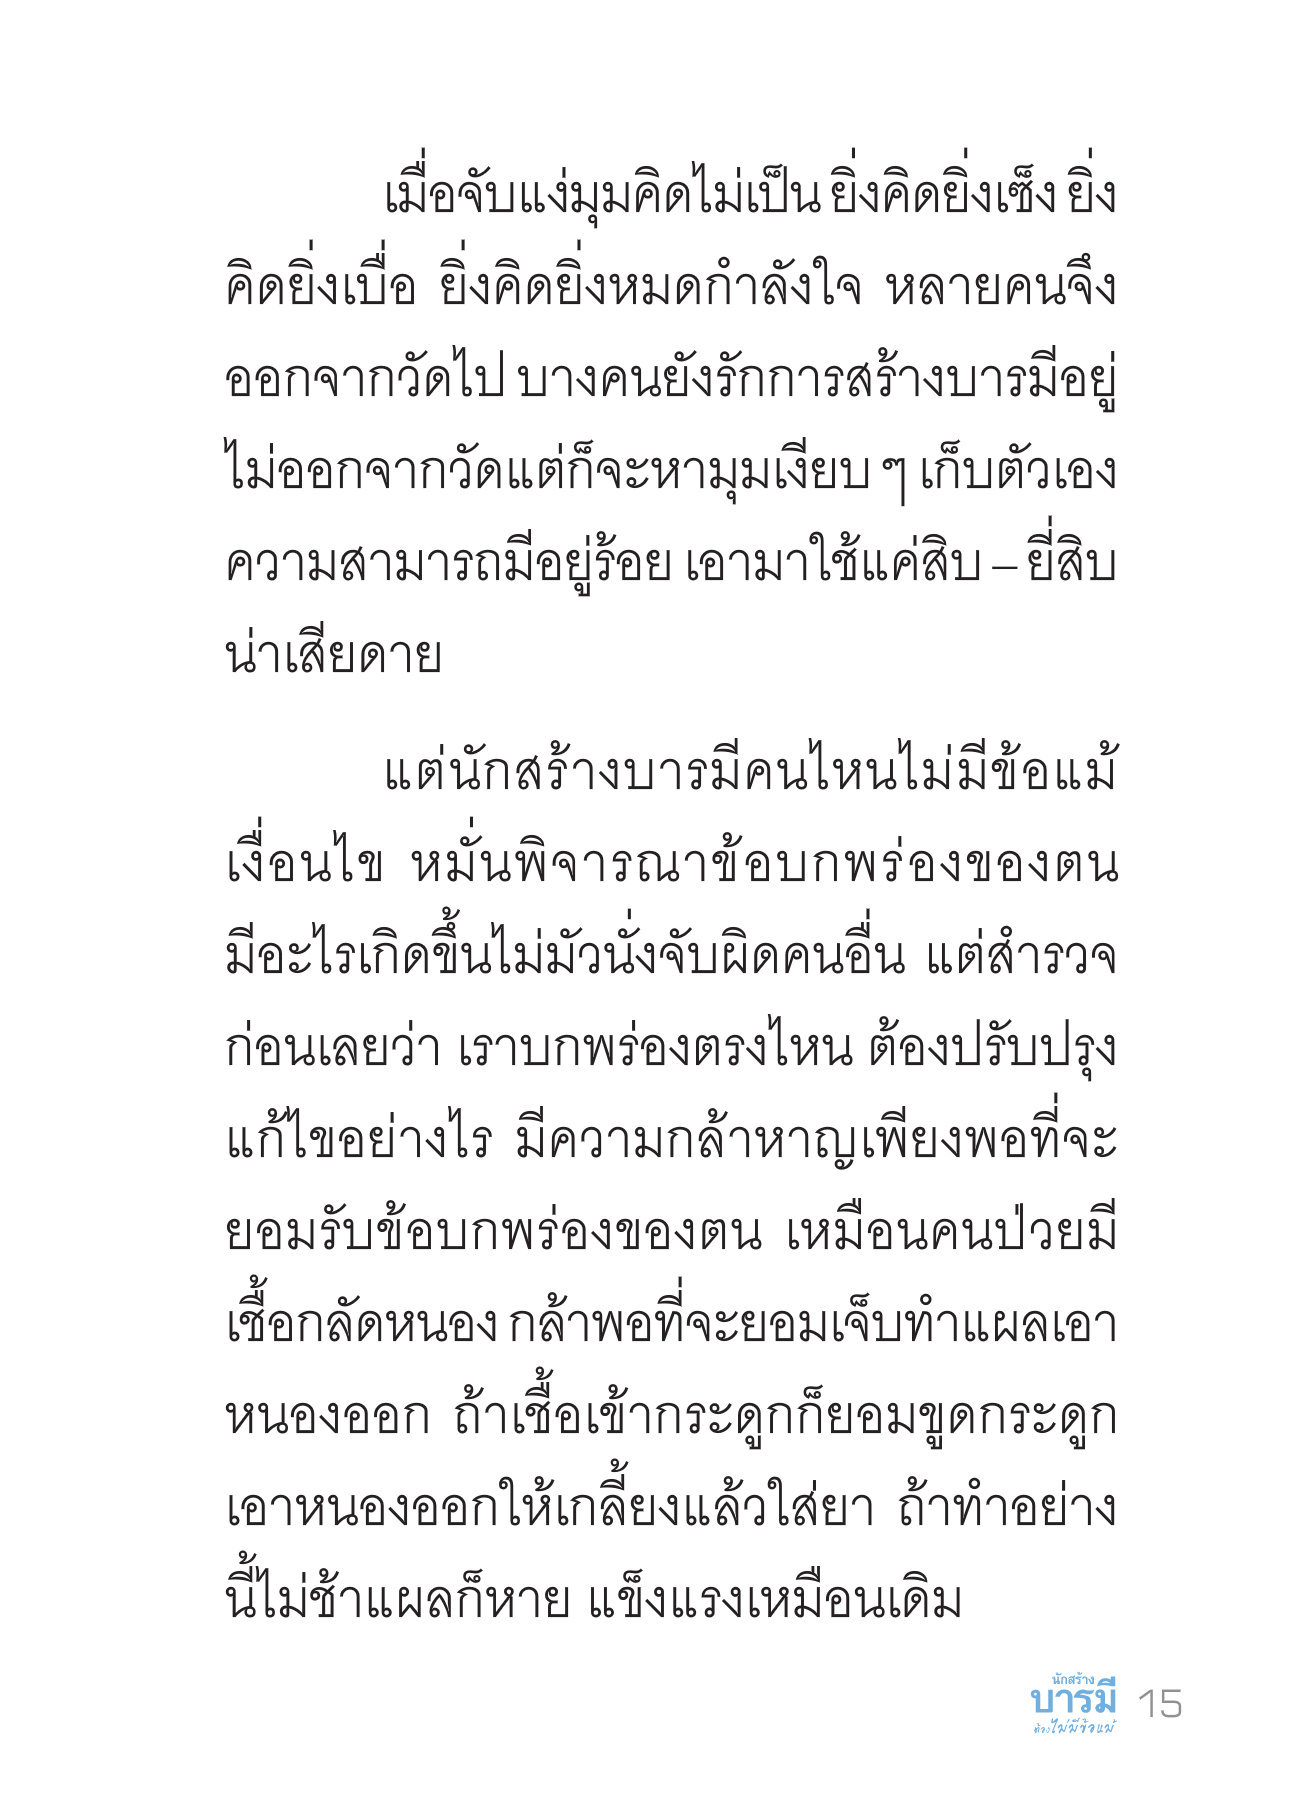 เมื่อจับแง่มุมคิดไม่เป็น ยิ่งคิดยิ่งเซ็ง ยิ่ง
คิดยิ่งเบื่อ ยิ่งคิดยิ่งหมดกำลังใจ หลายคนจึง
ออกจากวัดไป บางคนยังรักการสร้างบารมีอยู่
ไม่ออกจากวัดแต่ก็จะหามุมเงียบ ๆ เก็บตัวเอง
ความสามารถมีอยู่ร้อย เอามาใช้แค่สิบ – ยี่สิบ
น่าเสียดาย
แต่นักสร้างบารมีคนไหนไม่มีข้อแม้
เงื่อนไข หมั่นพิจารณาข้อบกพร่องของตน
มีอะไรเกิดขึ้นไม่มัวนั่งจับผิดคนอื่น แต่สำรวจ
ก่อนเลยว่า เราบกพร่องตรงไหน ต้องปรับปรุง
แก้ไขอย่างไร มีความกล้าหาญเพียงพอที่จะ
ยอมรับข้อบกพร่องของตน เหมือนคนป่วยมี
เชื้อกลัดหนอง กล้าพอที่จะยอมเจ็บทำแผลเอา
หนองออก ถ้าเชื้อเข้ากระดูกก็ยอมขูดกระดูก
เอาหนองออกให้เกลี้ยงแล้วใส่ยา ถ้าทำอย่าง
นี้ไม่ช้าแผลก็หาย แข็งแรงเหมือนเดิม
นักสร้าง
บารมี 15
ต้องไม่มีข้อแม้